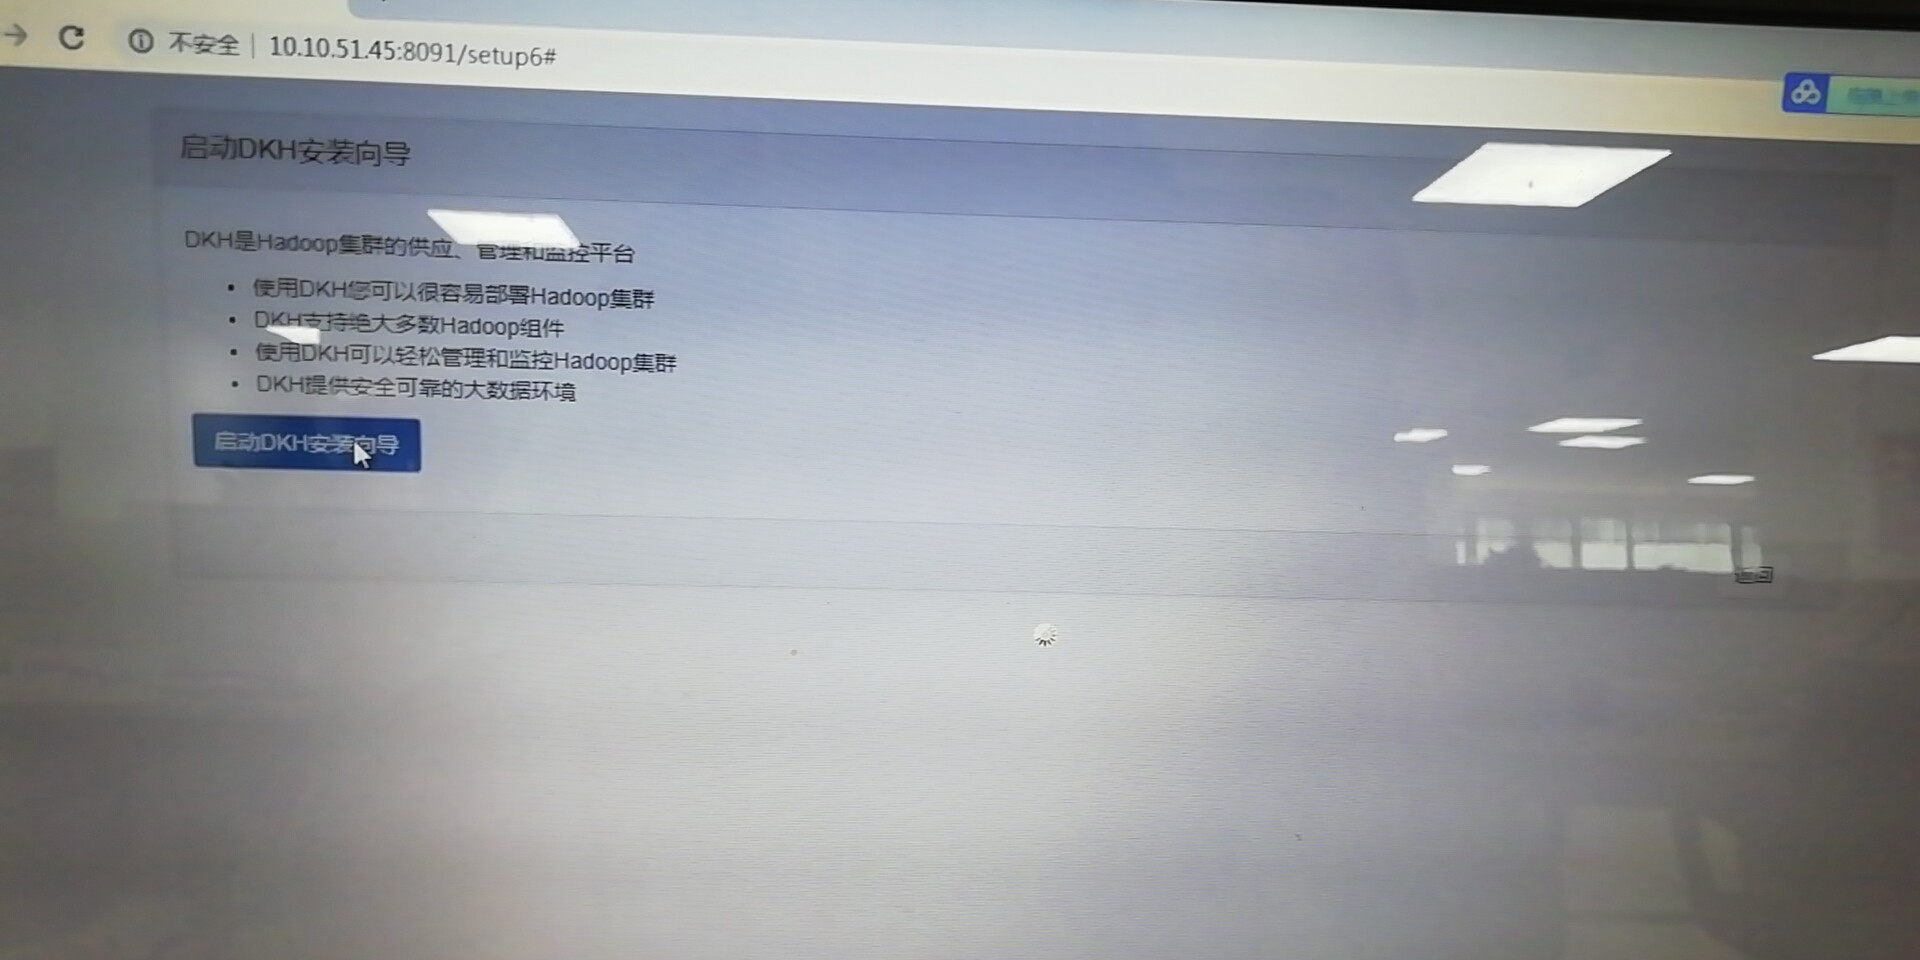 不安全 | 10.10.51.45:8091/setup6#
启动DKH安装向导
DKH是Hadoop集群的供应、管理和监控平台
• 使用DKH您可以很容易部署Hadoop集群
• DKH支持绝大多数Hadoop组件
• 使用DKH可以轻松管理和监控Hadoop集群
• DKH提供安全可靠的大数据环境
启动DKH安装向导
返回